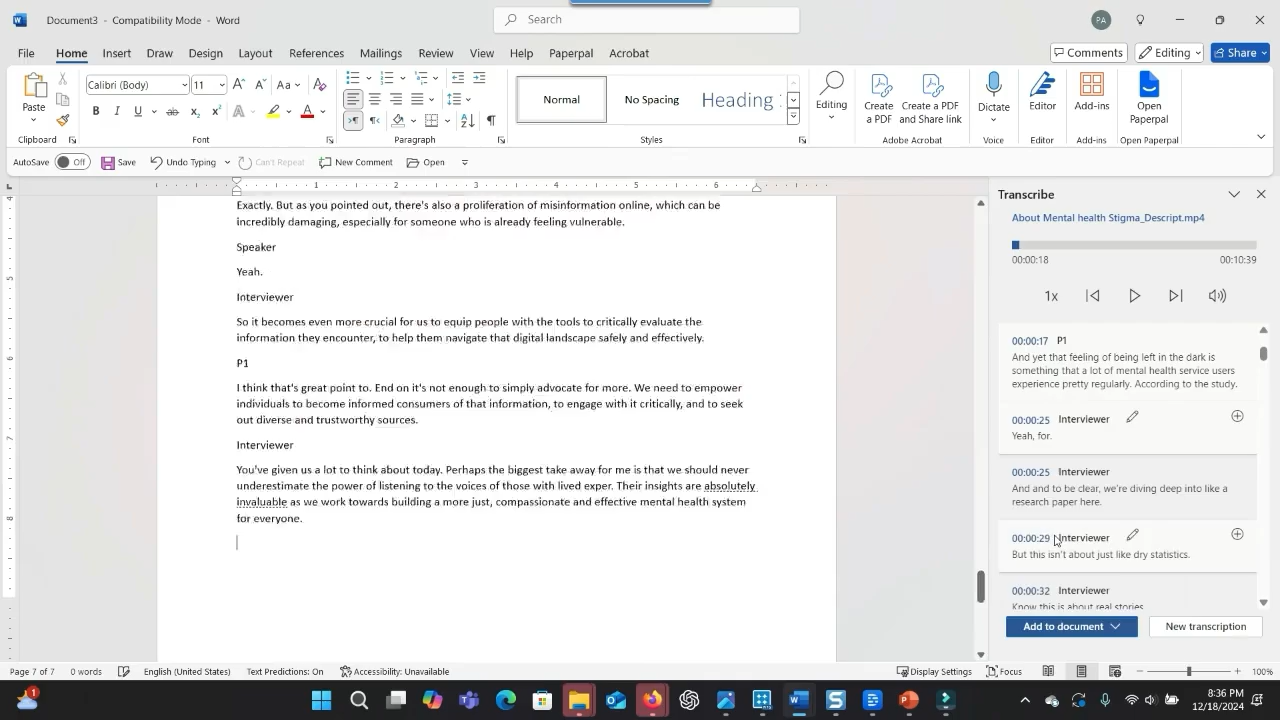 Document3 - Compatibility Mode - Word
Search
PA
File Home Insert Draw Design Layout References Mailings Review View Help Paperpal Acrobat
Comments Editing Share
Paste
Clipboard
Calibri (Body) 11
Font
Paragraph
Normal
No Spacing
Heading
Styles
Editing
Create a PDF
Create a PDF and Share link
Adobe Acrobat
Dictate
Voice
Editor
Editor
Add-ins
Add-ins
Open Paperpal
Open Paperpal
AutoSave Off Save Undo Typing Can't Repeat New Comment Open
1 2 3 4 5 6
Exactly. But as you pointed out, there's also a proliferation of misinformation online, which can be
incredibly damaging, especially for someone who is already feeling vulnerable.
Speaker
Yeah.
Interviewer
So it becomes even more crucial for us to equip people with the tools to critically evaluate the
information they encounter, to help them navigate that digital landscape safely and effectively.
P1
I think that's great point to. End on it's not enough to simply advocate for more. We need to empower
individuals to become informed consumers of that information, to engage with it critically, and to seek
out diverse and trustworthy sources.
Interviewer
You've given us a lot to think about today. Perhaps the biggest take away for me is that we should never
underestimate the power of listening to the voices of those with lived exper. Their insights are absolutely
invaluable as we work towards building a more just, compassionate and effective mental health system
for everyone.
Transcribe
About Mental health Stigma_Descript.mp4
00:00:18 00:10:39
1x
00:00:17 P1
And yet that feeling of being left in the dark is
something that a lot of mental health service users
experience pretty regularly. According to the study.
00:00:25 Interviewer
Yeah, for.
00:00:25 Interviewer
And and to be clear, we're diving deep into like a
research paper here.
00:00:29 Interviewer
But this isn't about just like dry statistics.
00:00:32 Interviewer
Know this is about real stories
Add to document New transcription
Page 7 of 7 0 words English (United States) Text Predictions: On Accessibility: Unavailable Display Settings Focus 100%
1
8:36 PM
12/18/2024